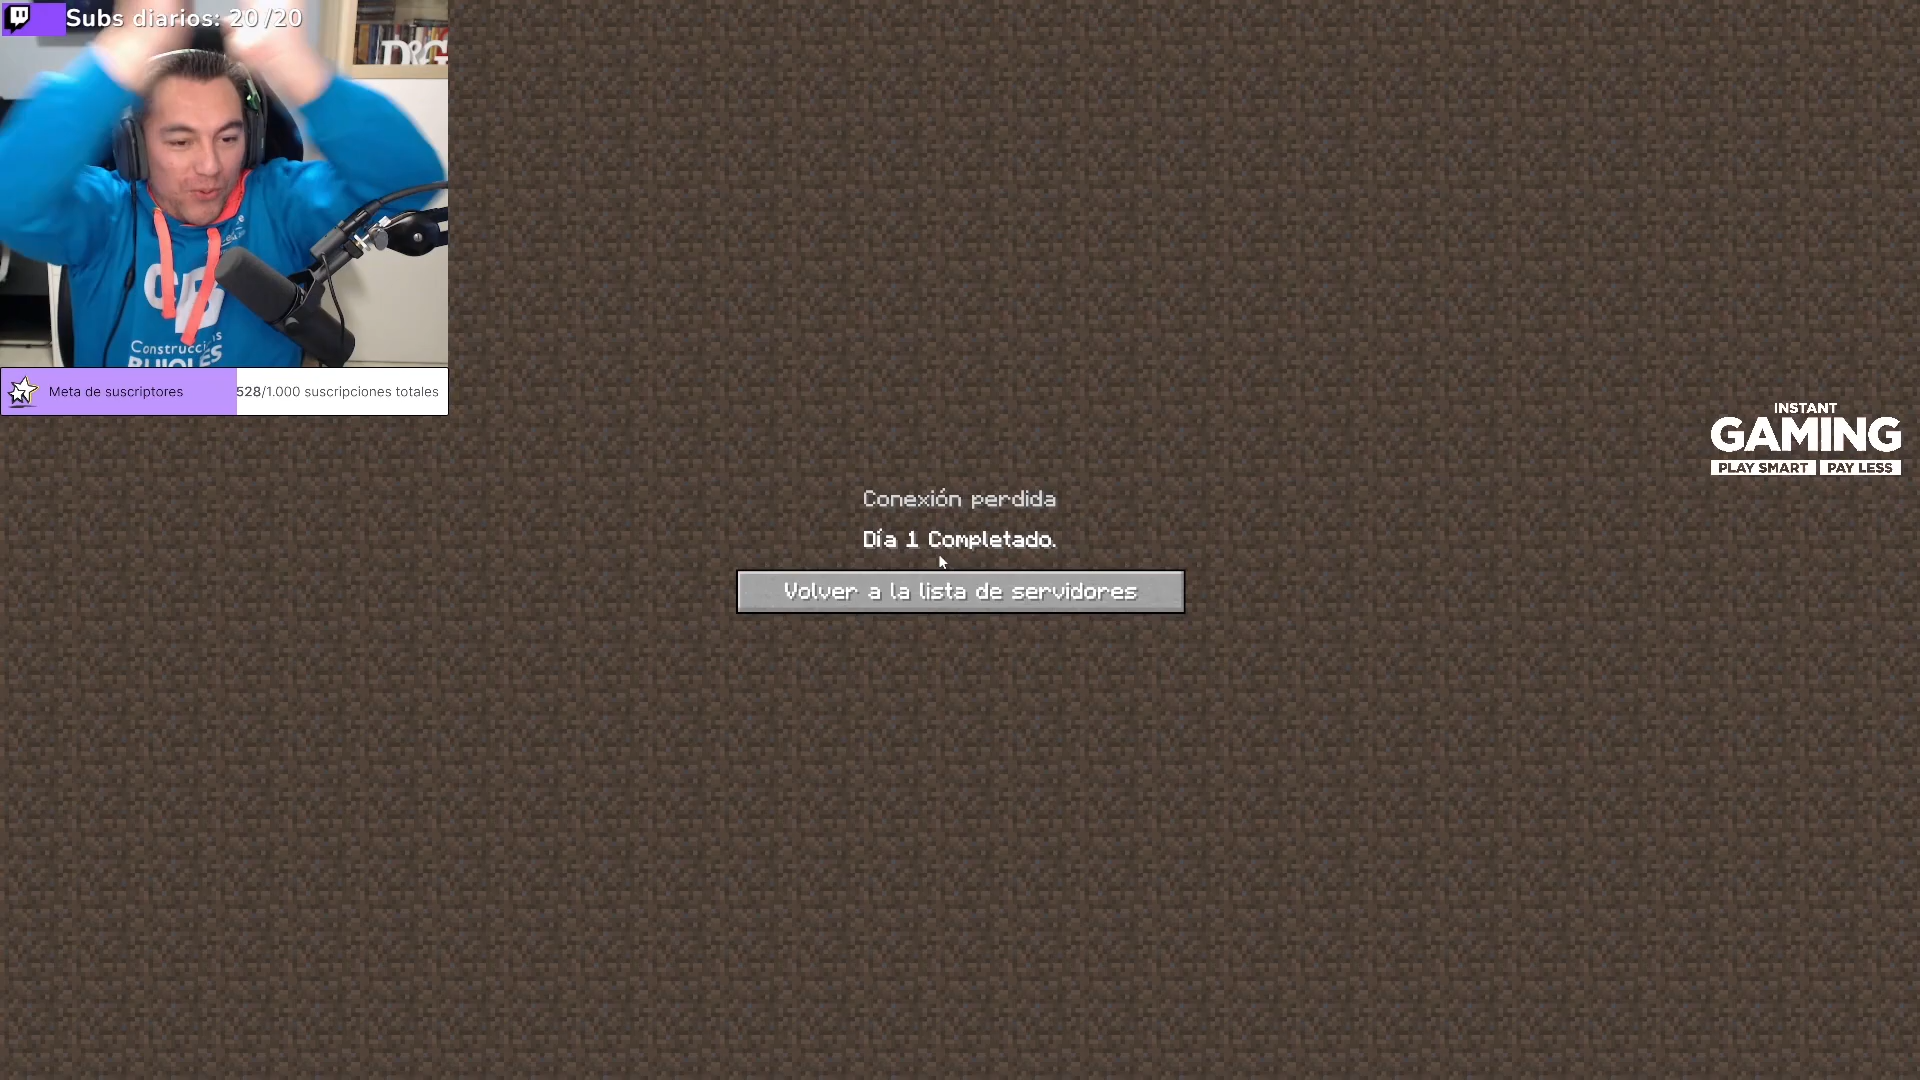 Subs diarios: 20/20
D&G
Construccions
Meta de suscriptores
528/1.000 suscripciones totales
INSTANT
GAMING
PLAY SMART PAY LESS
Conexión perdida
Día 1 Completado.
Volver a la lista de servidores